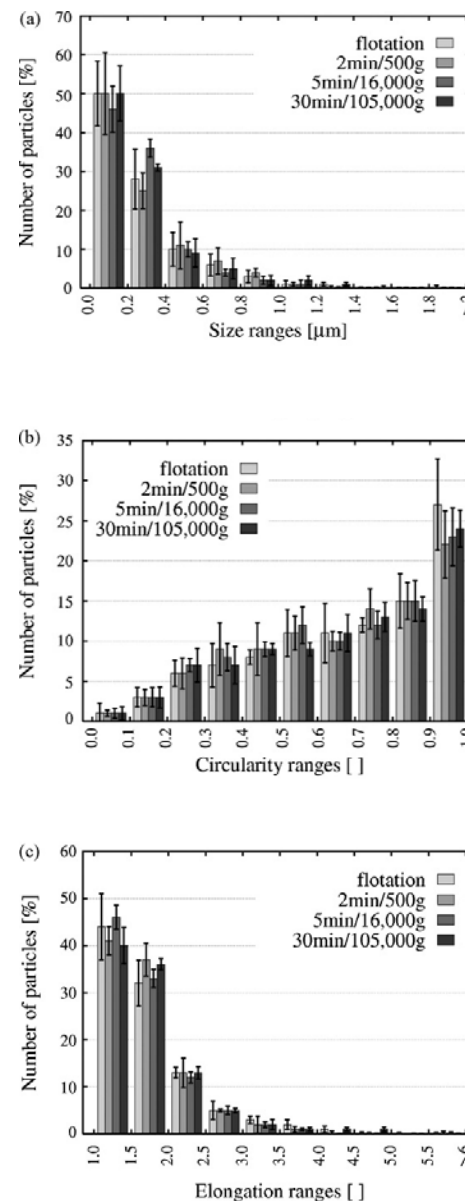 (a)
70
60
50
40
30
20
10
0
Number of particles [%]
flotation
2min/500g
5min/16,000g
30min/105,000g
0.0
0.2
0.4
0.6
0.8
1.0
1.2
1.4
1.6
1.8
Size ranges [μm]
(b)
35
30
25
20
15
10
5
0
Number of particles [%]
flotation
2min/500g
5min/16,000g
30min/105,000g
0.0
0.1
0.2
0.3
0.4
0.5
0.6
0.7
0.8
0.9
1.0
Circularity ranges [ ]
(c)
60
50
40
30
20
10
0
Number of particles [%]
flotation
2min/500g
5min/16,000g
30min/105,000g
1.0
1.5
2.0
2.5
3.0
3.5
4.0
4.5
5.0
5.5
Elongation ranges [ ]